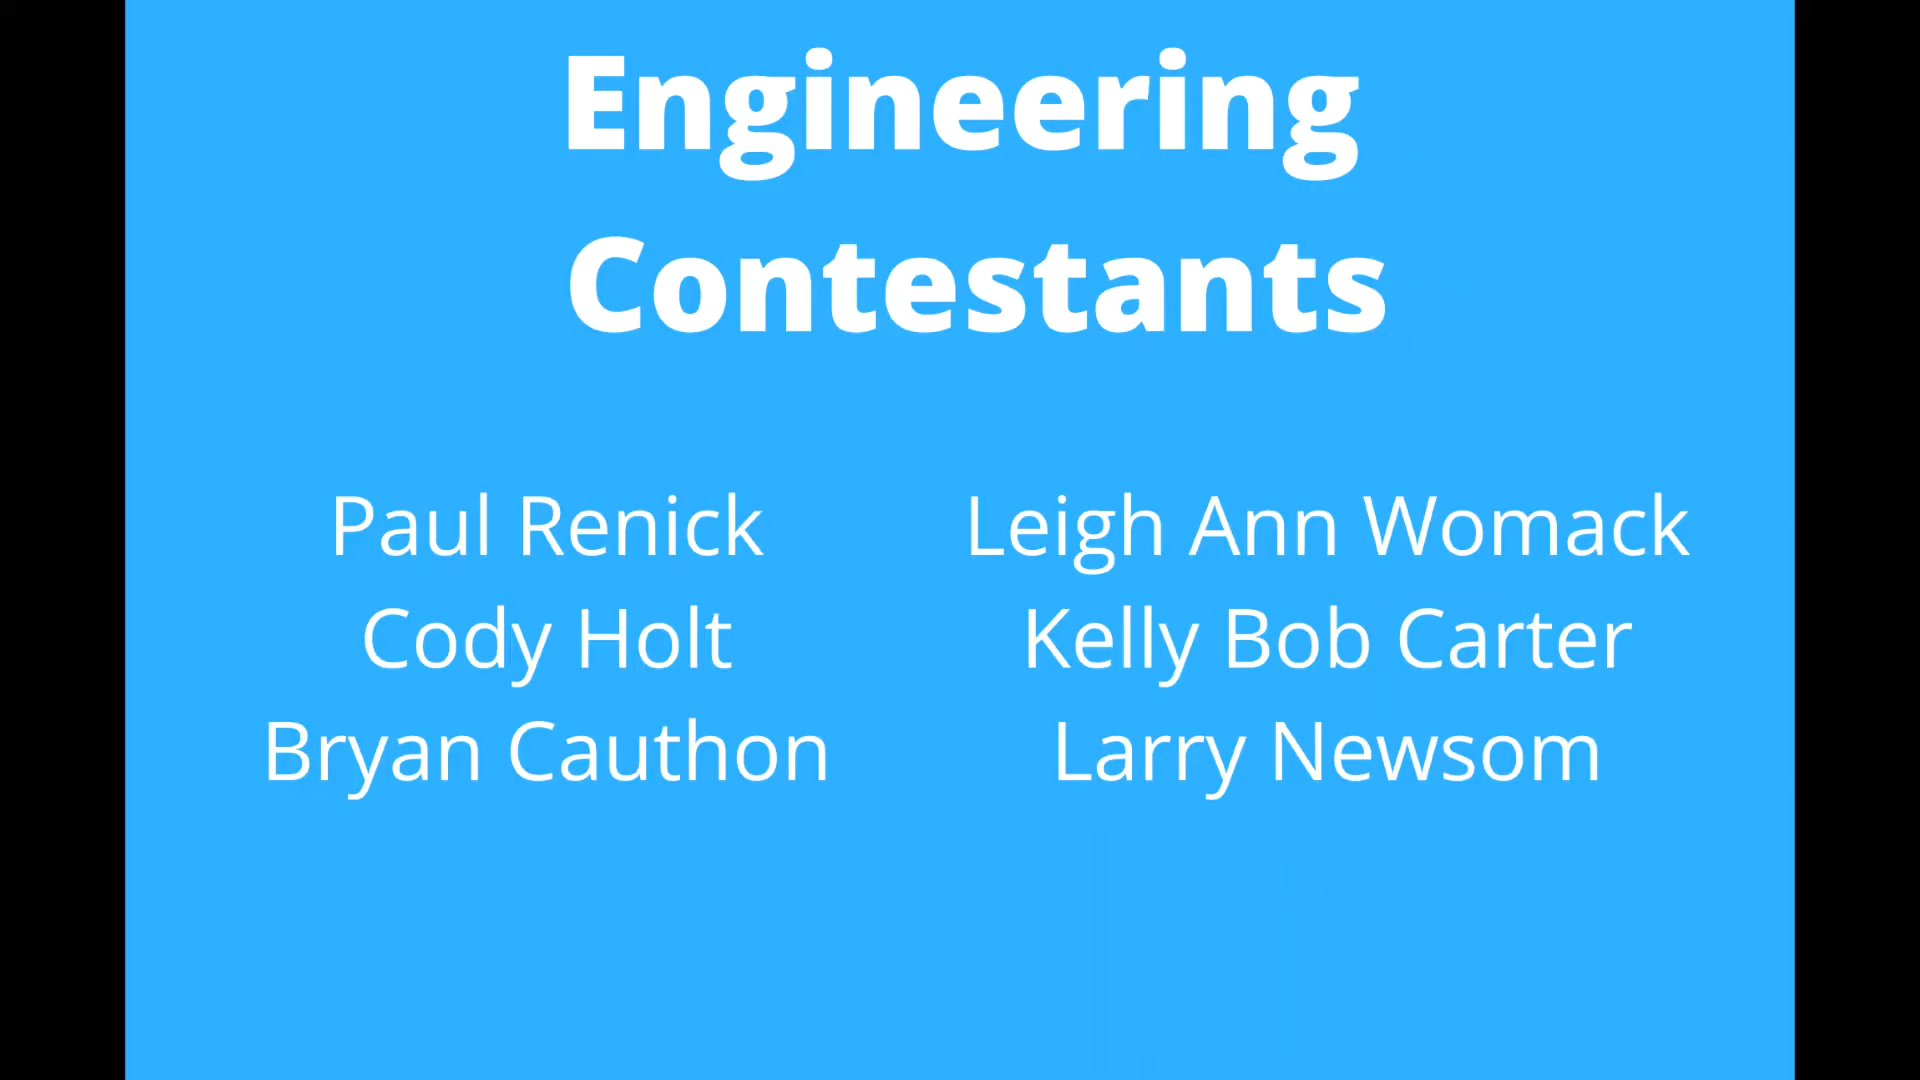 Engineering
Contestants
Paul Renick
Cody Holt
Bryan Cauthon
Leigh Ann Womack
Kelly Bob Carter
Larry Newsom